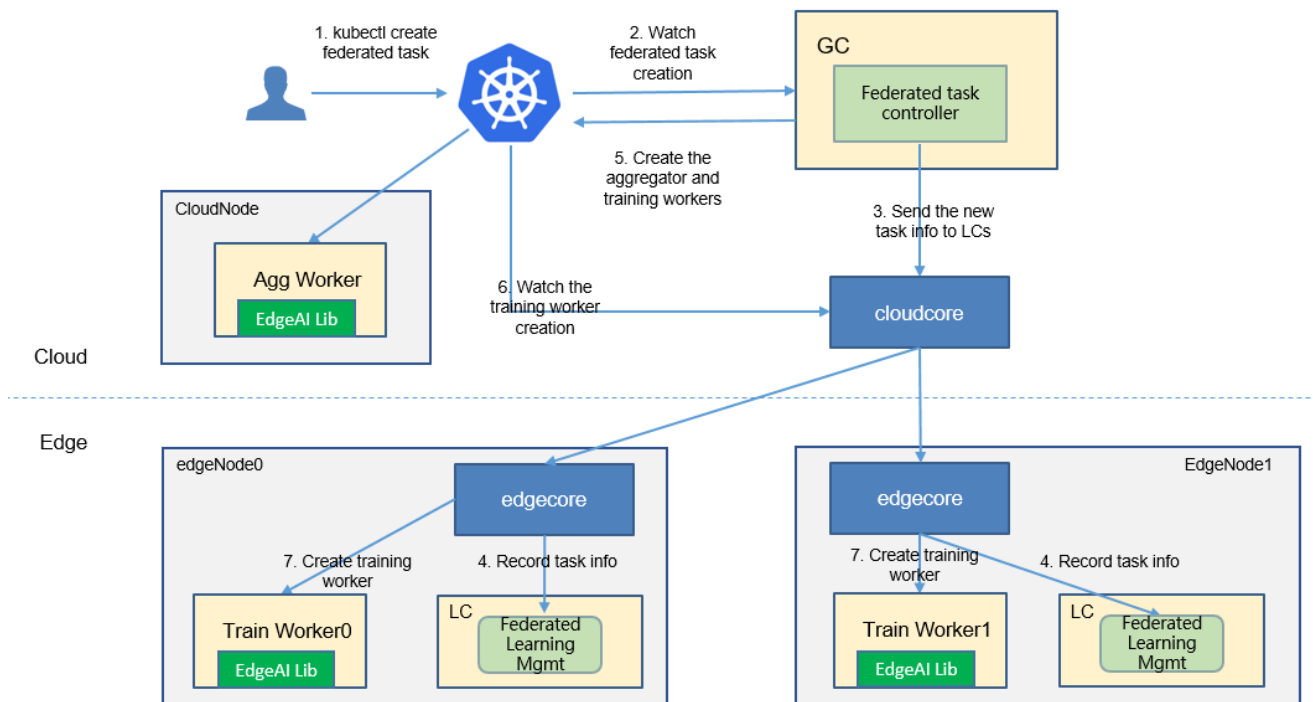 1. kubectl create
federated task
2. Watch
federated task
creation
GC
Federated task
controller
5. Create the
aggregator and
training workers
3. Send the new
task info to LCs
CloudNode
Agg Worker
EdgeAI Lib
6. Watch the
training worker
creation
cloudcore
Cloud
Edge
edgeNode0
edgecore
7. Create training
worker
4. Record task info
Train Worker0
EdgeAI Lib
LC
Federated
Learning
Mgmt
EdgeNode1
edgecore
7. Create training
worker
4. Record task info
Train Worker1
EdgeAI Lib
LC
Federated
Learning
Mgmt